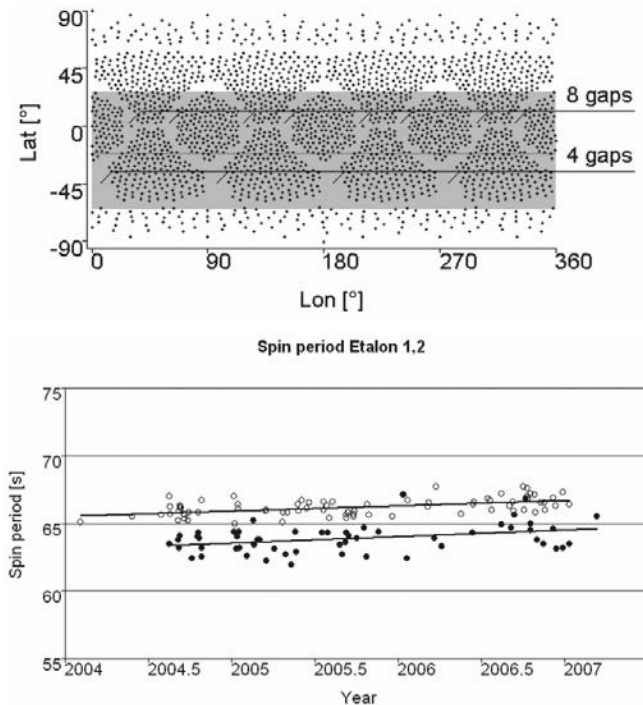 90
45
0
-45
-90
Lat [°]
8 gaps
4 gaps
0 90 180 270 360
Lon [°]
Spin period Etalon 1,2
75
70
65
60
55
Spin period [s]
2004 2004.5 2005 2005.5 2006 2006.5 2007
Year